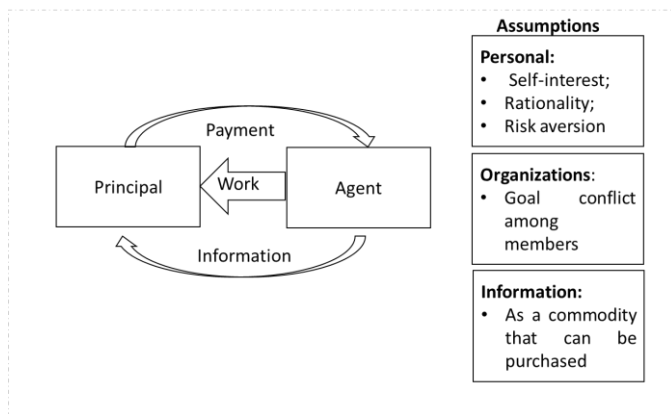 Payment
Principal
Work
Agent
Information
Assumptions
Personal:
• Self-interest;
• Rationality;
• Risk aversion
Organizations:
• Goal conflict
among
members
Information:
• As a commodity
that can be
purchased